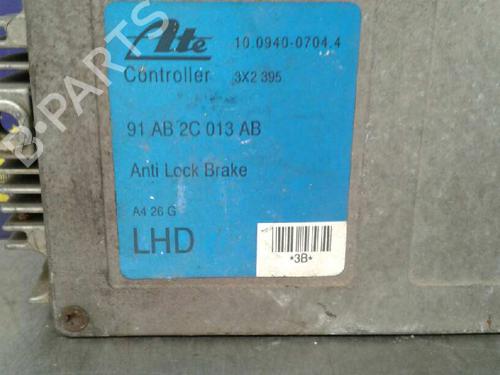 Ate 10.0940-0704.4
Controller 3X2 395
91 AB 2C 013 AB
Anti Lock Brake
A4 26 G
LHD
*3B*
B-PARTS